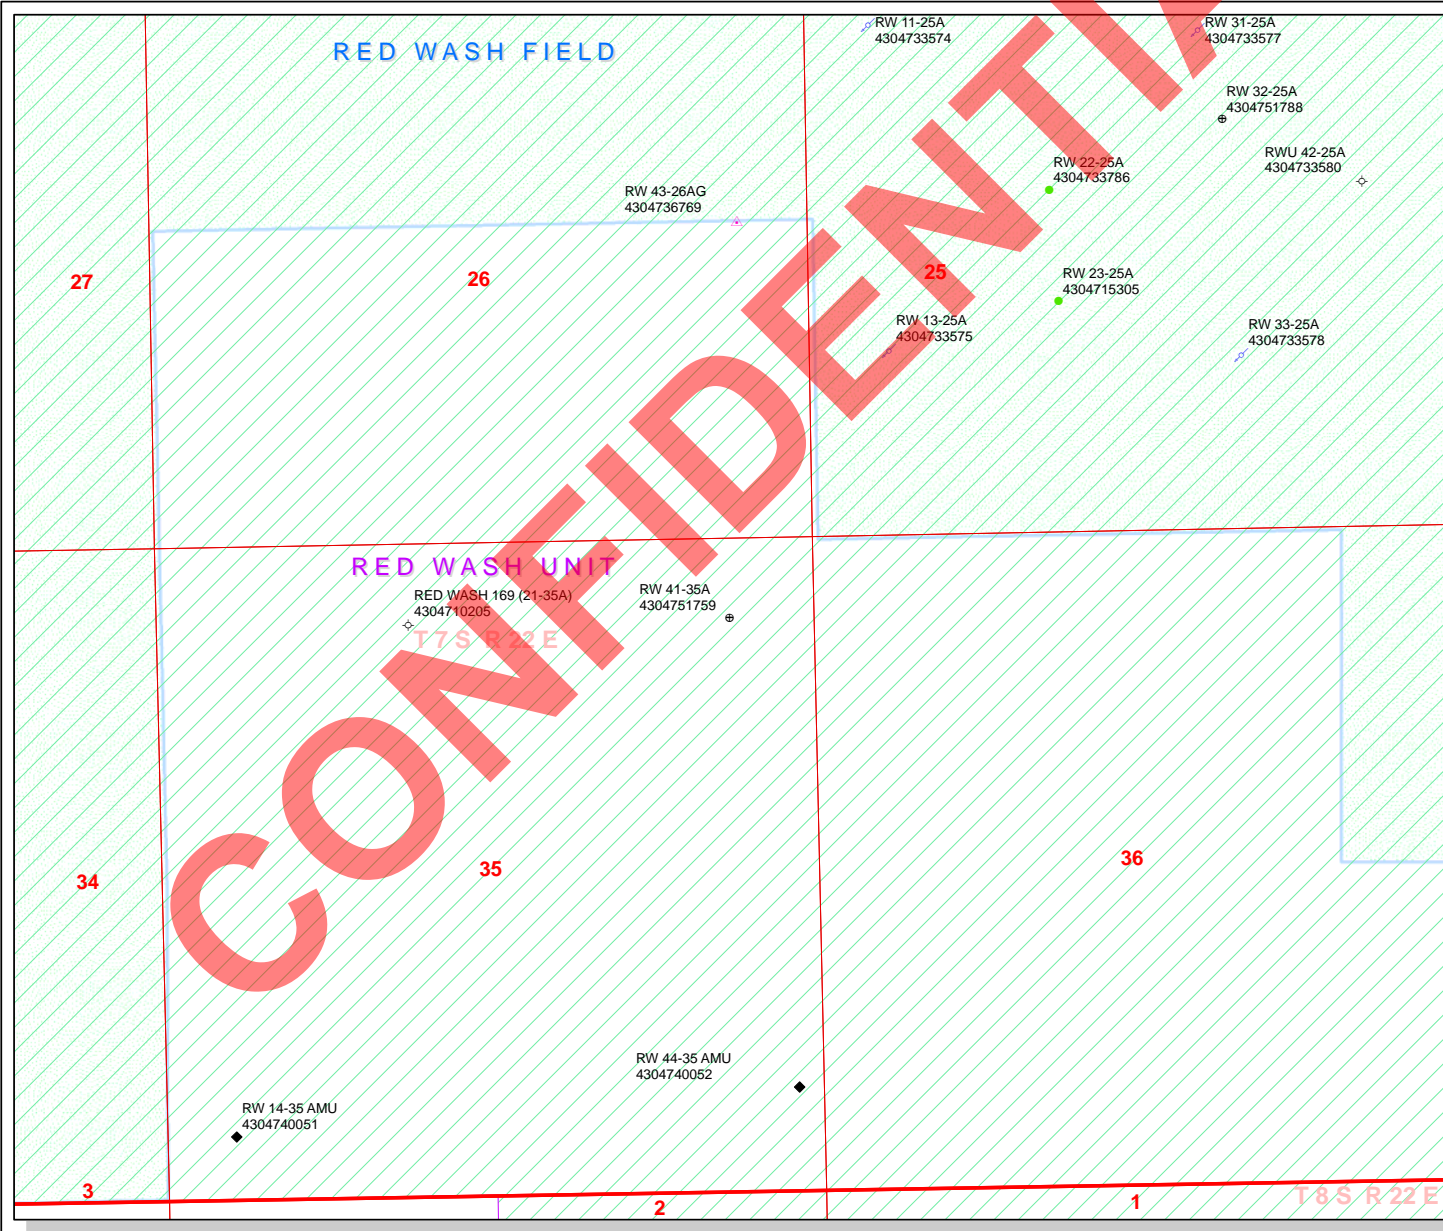 RW 11-25A
4304733574
RW 31-25A
4304733577
RED WASH FIELD
RW 32-25A
4304751788
RWU 42-25A
4304733580
RW 22-25A
4304733786
RW 43-26AG
4304736769
27
26
25
RW 23-25A
4304715305
RW 13-25A
4304733575
RW 33-25A
4304733578
RED WASH UNIT
RED WASH 169 (21-35A)
4304710205
RW 41-35A
4304751759
T7S R22E
CONFIDENTIA
34
35
36
RW 44-35 AMU
4304740052
RW 14-35 AMU
4304740051
3
2
1
T8S R22E